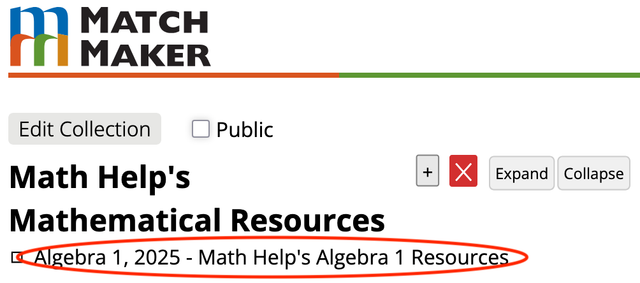 MATCH
MAKER
Edit Collection
Public
Math Help's
+
Expand
Collapse
Mathematical Resources
Algebra 1, 2025 - Math Help's Algebra 1 Resources